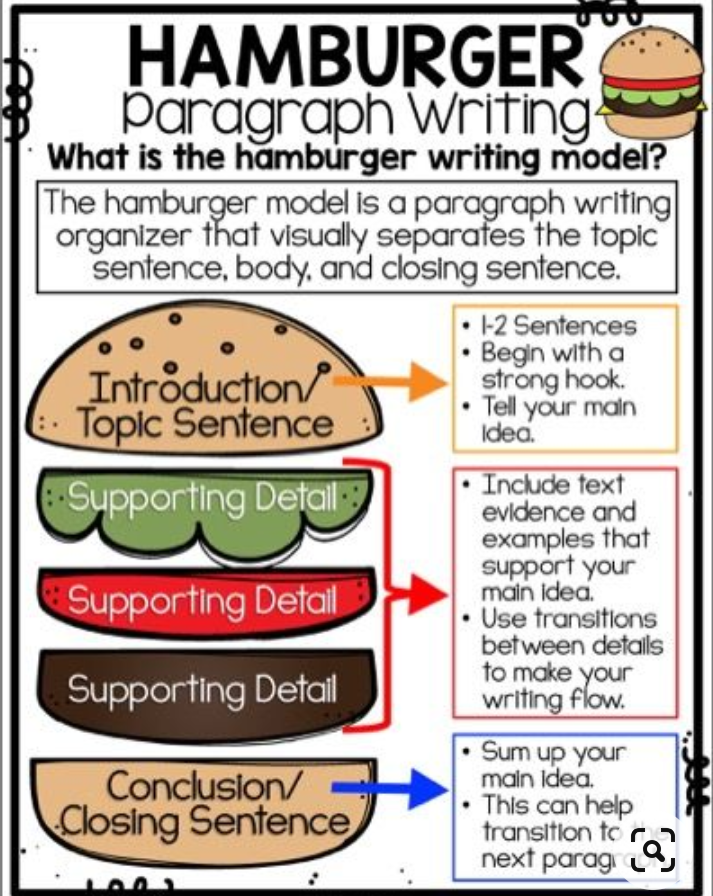 HAMBURGER
Paragraph Writing
What is the hamburger writing model?
The hamburger model is a paragraph writing
organizer that visually separates the topic
sentence, body, and closing sentence.
Introduction/
Topic Sentence
• 1-2 Sentences
• Begin with a
strong hook.
• Tell your main
idea.
Supporting Detail
Supporting Detail
Supporting Detail
• Include text
evidence and
examples that
support your
main idea.
• Use transitions
between details
to make your
writing flow.
Conclusion/
Closing Sentence
• Sum up your
main idea.
• This can help
transition to the
next paragraph.